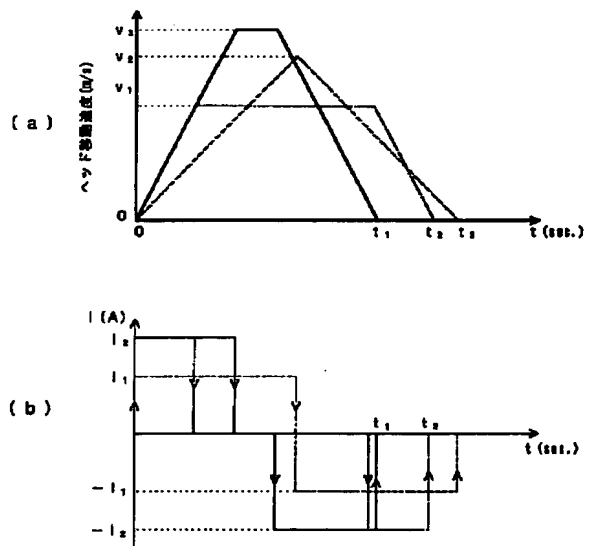 (a)
ヘッド移動速度(m/s)
V₃
V₂
V₁
0
0
t₁
t₂
t₃
t(sec.)
(b)
I(A)
I₂
I₁
t₁
t₂
t(sec.)
−I₁
−I₂